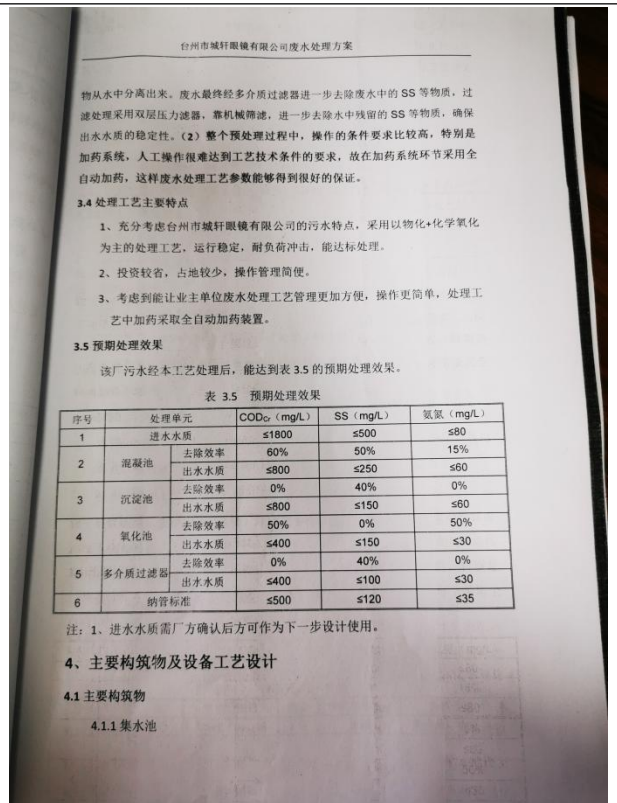 台州市城轩眼镜有限公司废水处理方案
物从水中分离出来。废水最终经多介质过滤器进一步去除废水中的 SS 等物质，过
滤处理采用双层压力滤器，靠机械筛滤，进一步去除水中残留的 SS 等物质，确保
出水水质的稳定性。（2）整个预处理过程中，操作的条件要求比较高，特别是
加药系统，人工操作很难达到工艺技术条件的要求，故在加药系统环节采用全
自动加药，这样废水处理工艺参数能够得到很好的保证。
3.4 处理工艺主要特点
1、充分考虑台州市城轩眼镜有限公司的污水特点，采用以物化+化学氧化
为主的处理工艺，运行稳定，耐负荷冲击，能达标处理。
2、投资较省，占地较少，操作管理简便。
3、考虑到能让业主单位废水处理工艺管理更加方便，操作更简单，处理工
艺中加药采取全自动加药装置。
3.5 预期处理效果
该厂污水经本工艺处理后，能达到表 3.5 的预期处理效果。
表 3.5 预期处理效果
序号 处理单元 CODCr（mg/L） SS（mg/L） 氨氮（mg/L）
1 进水水质 ≤1800 ≤500 ≤80
2 混凝池 去除效率 60% 50% 15%
出水水质 ≤800 ≤250 ≤60
3 沉淀池 去除效率 0% 40% 0%
出水水质 ≤800 ≤150 ≤60
4 氧化池 去除效率 50% 0% 50%
出水水质 ≤400 ≤150 ≤30
5 多介质过滤器 去除效率 0% 40% 0%
出水水质 ≤400 ≤100 ≤30
6 纳管标准 ≤500 ≤120 ≤35
注：1、进水水质需厂方确认后方可作为下一步设计使用。
4、主要构筑物及设备工艺设计
4.1 主要构筑物
4.1.1 集水池